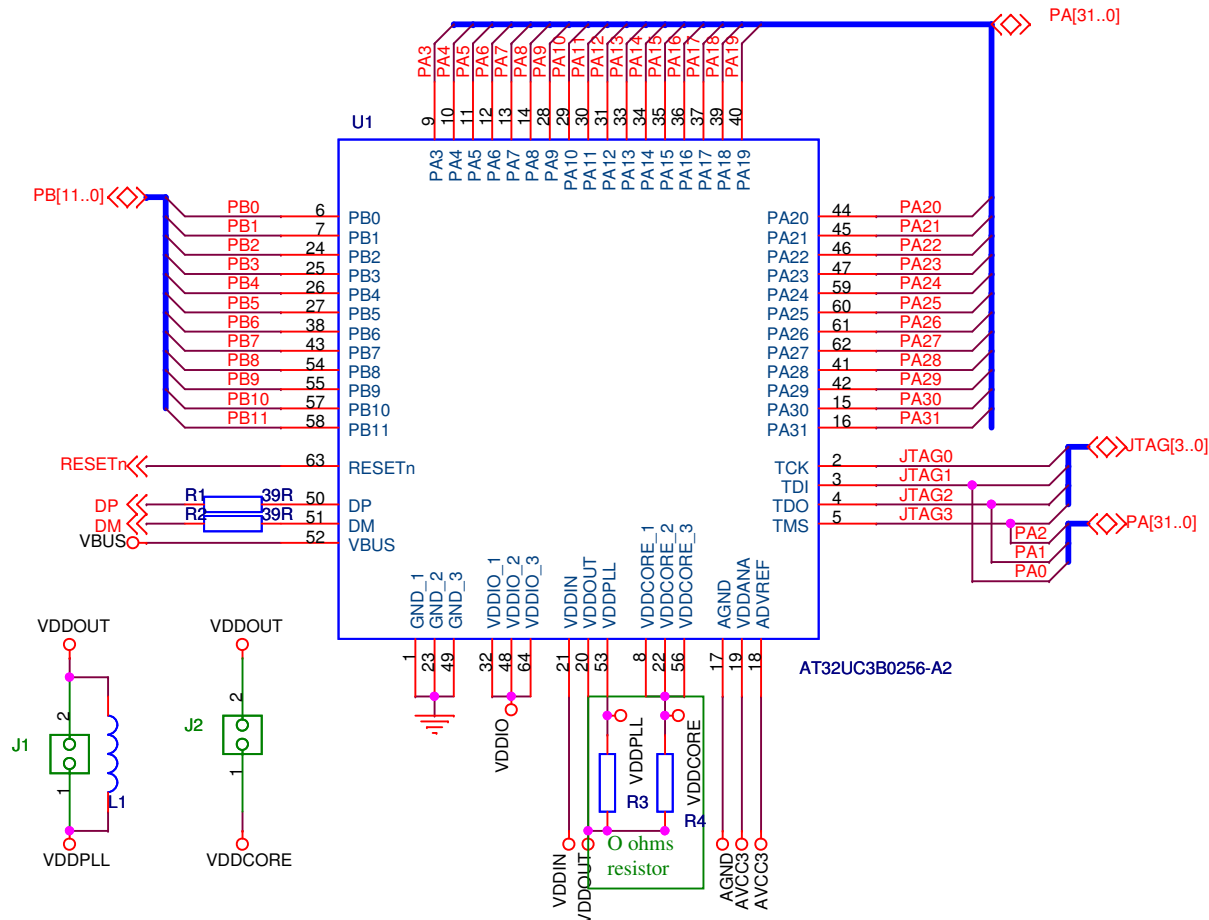 PA[31..0]
PA3
PA4
PA5
PA6
PA7
PA8
PA9
PA10
PA11
PA12
PA13
PA14
PA15
PA16
PA17
PA18
PA19
9
10
11
12
13
14
28
29
30
31
33
34
35
36
37
39
40
U1
PA3
PA4
PA5
PA6
PA7
PA8
PA9
PA10
PA11
PA12
PA13
PA14
PA15
PA16
PA17
PA18
PA19
PB[11..0]
PB0 6 PB0
PB1 7 PB1
PB2 24 PB2
PB3 25 PB3
PB4 26 PB4
PB5 27 PB5
PB6 38 PB6
PB7 43 PB7
PB8 54 PB8
PB9 55 PB9
PB10 57 PB10
PB11 58 PB11
PA20 44 PA20
PA21 45 PA21
PA22 46 PA22
PA23 47 PA23
PA24 59 PA24
PA25 60 PA25
PA26 61 PA26
PA27 62 PA27
PA28 41 PA28
PA29 42 PA29
PA30 15 PA30
PA31 16 PA31
RESETn 63 RESETn
DP R1 39R 50 DP
DM R2 39R 51 DM
VBUS 52 VBUS
TCK 2 JTAG0
TDI 3 JTAG1
TDO 4 JTAG2
TMS 5 JTAG3
JTAG[3..0]
PA[31..0]
PA2
PA1
PA0
GND_1
GND_2
GND_3
VDDIO_1
VDDIO_2
VDDIO_3
VDDIN
VDDOUT
VDDPLL
VDDCORE_1
VDDCORE_2
VDDCORE_3
AGND
VDDANA
ADVREF
1
23
49
32
48
64
21
20
53
8
22
56
17
19
18
AT32UC3B0256-A2
VDDOUT
2
J1
1
L1
VDDPLL
VDDOUT
2
J2
1
VDDCORE
VDDIO
VDDPLL
VDDCORE
R3
R4
O ohms
resistor
VDDIN
VDDOUT
AGND
AVCC3
AVCC3